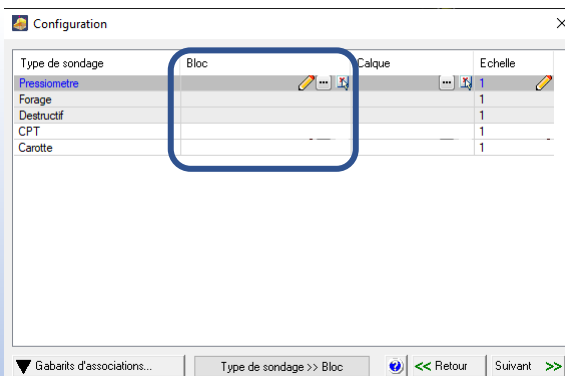 Configuration
Type de sondage Bloc Calque Echelle
Pressiometre 1
Forage 1
Destructif 1
CPT 1
Carotte 1
Gabarits d'associations... Type de sondage >> Bloc << Retour Suivant >>